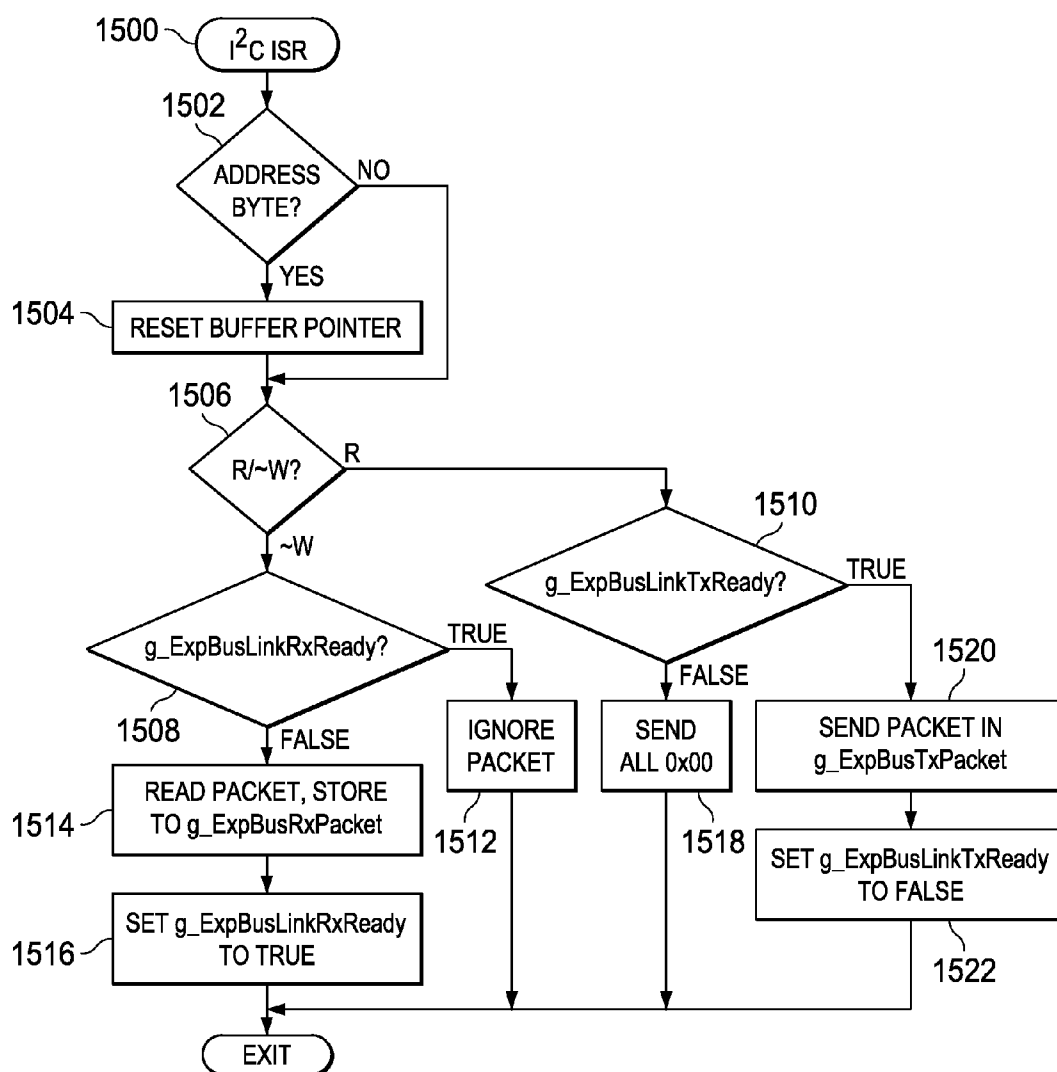 1500
I²C ISR
1502
ADDRESS
BYTE?
NO
YES
1504
RESET BUFFER POINTER
1506
R/~W?
R
~W
1510
g_ExpBusLinkTxReady?
TRUE
FALSE
g_ExpBusLinkRxReady?
TRUE
1508
FALSE
1520
IGNORE
PACKET
1512
SEND
ALL 0x00
1518
SEND PACKET IN
g_ExpBusTxPacket
1514
READ PACKET, STORE
TO g_ExpBusRxPacket
SET g_ExpBusLinkTxReady
TO FALSE
1522
1516
SET g_ExpBusLinkRxReady
TO TRUE
EXIT